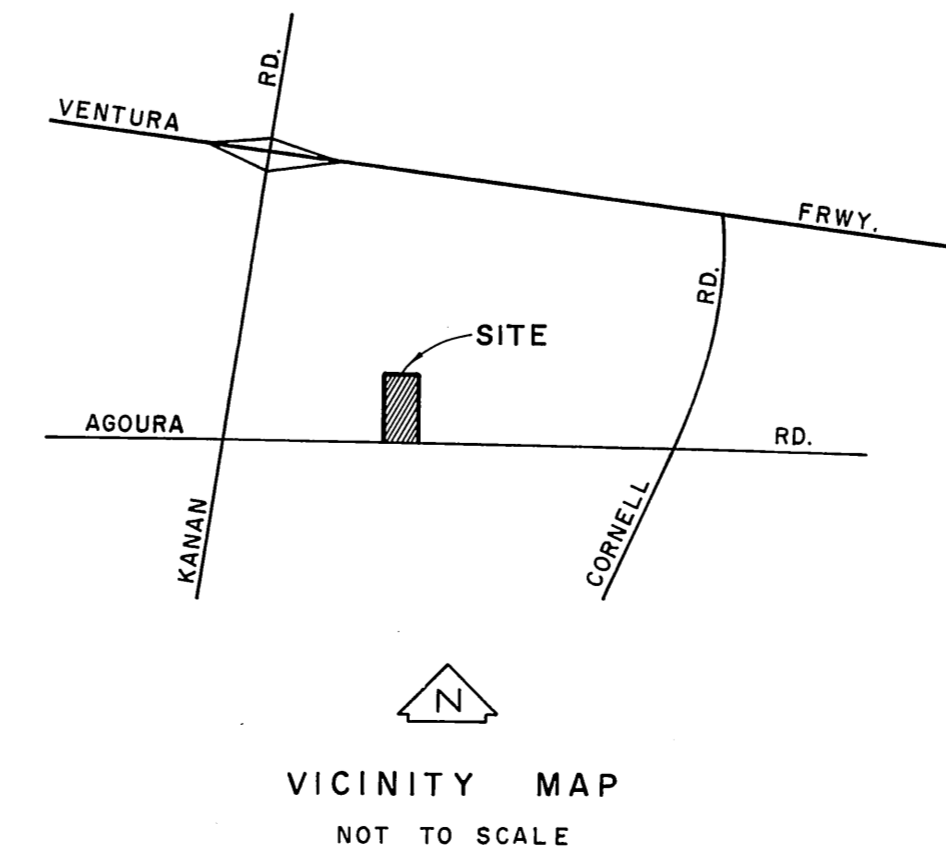 RD.
VENTURA
FRWY.
RD.
SITE
AGOURA
RD.
KANAN
CORNELL
N
VICINITY MAP
NOT TO SCALE